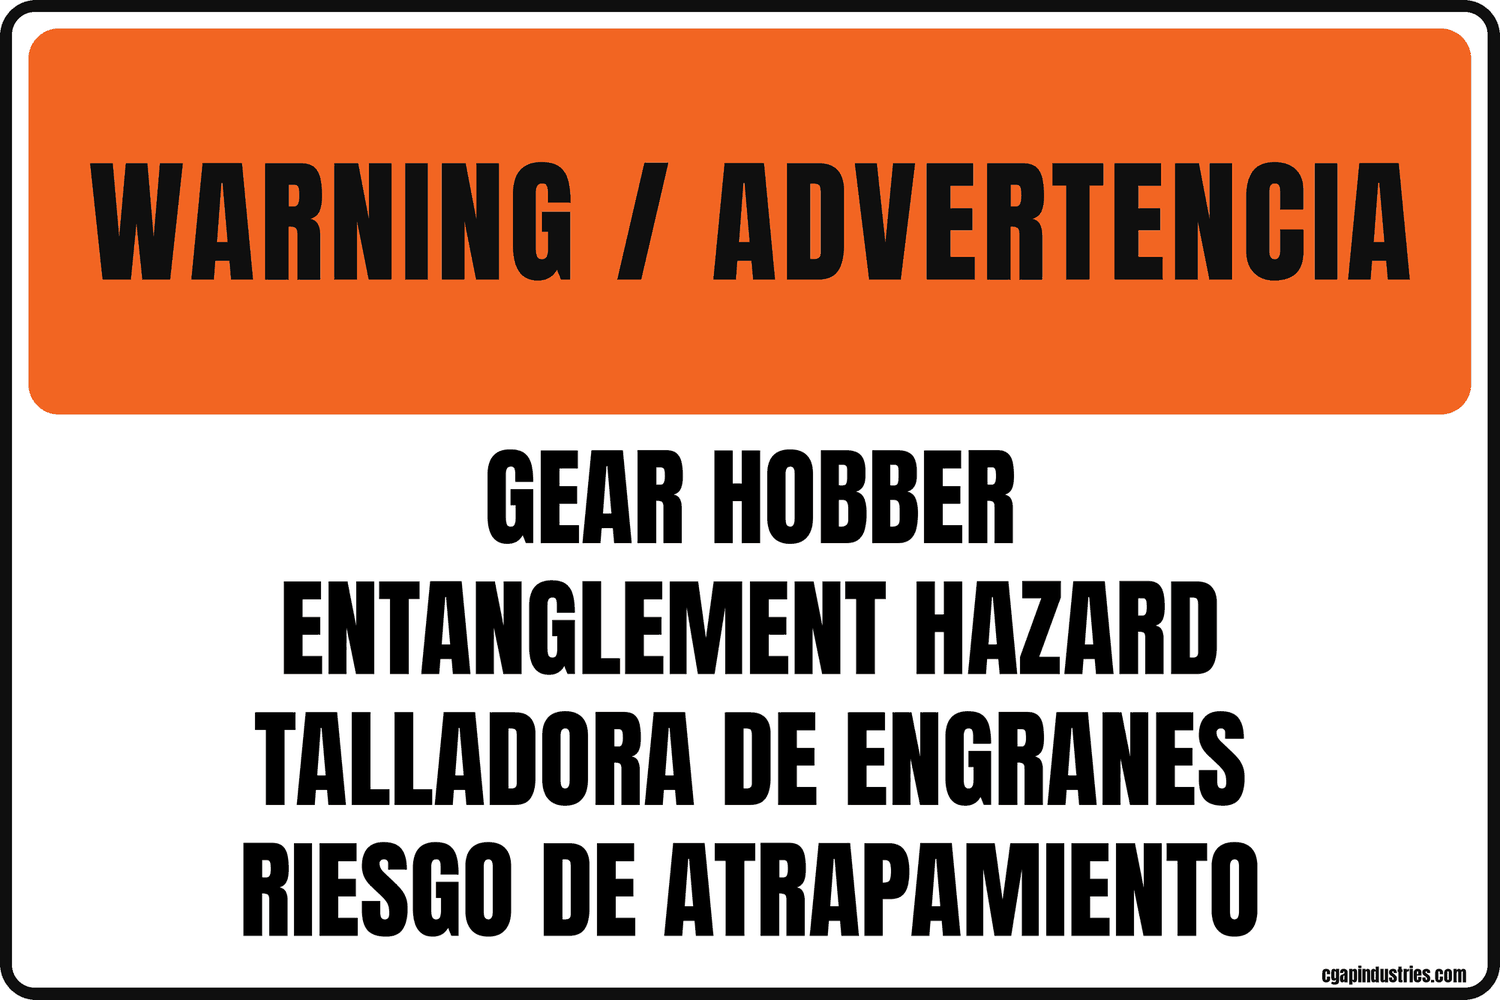 WARNING / ADVERTENCIA
GEAR HOBBER
ENTANGLEMENT HAZARD
TALLADORA DE ENGRANES
RIESGO DE ATRAPAMIENTO
cgapindustries.com